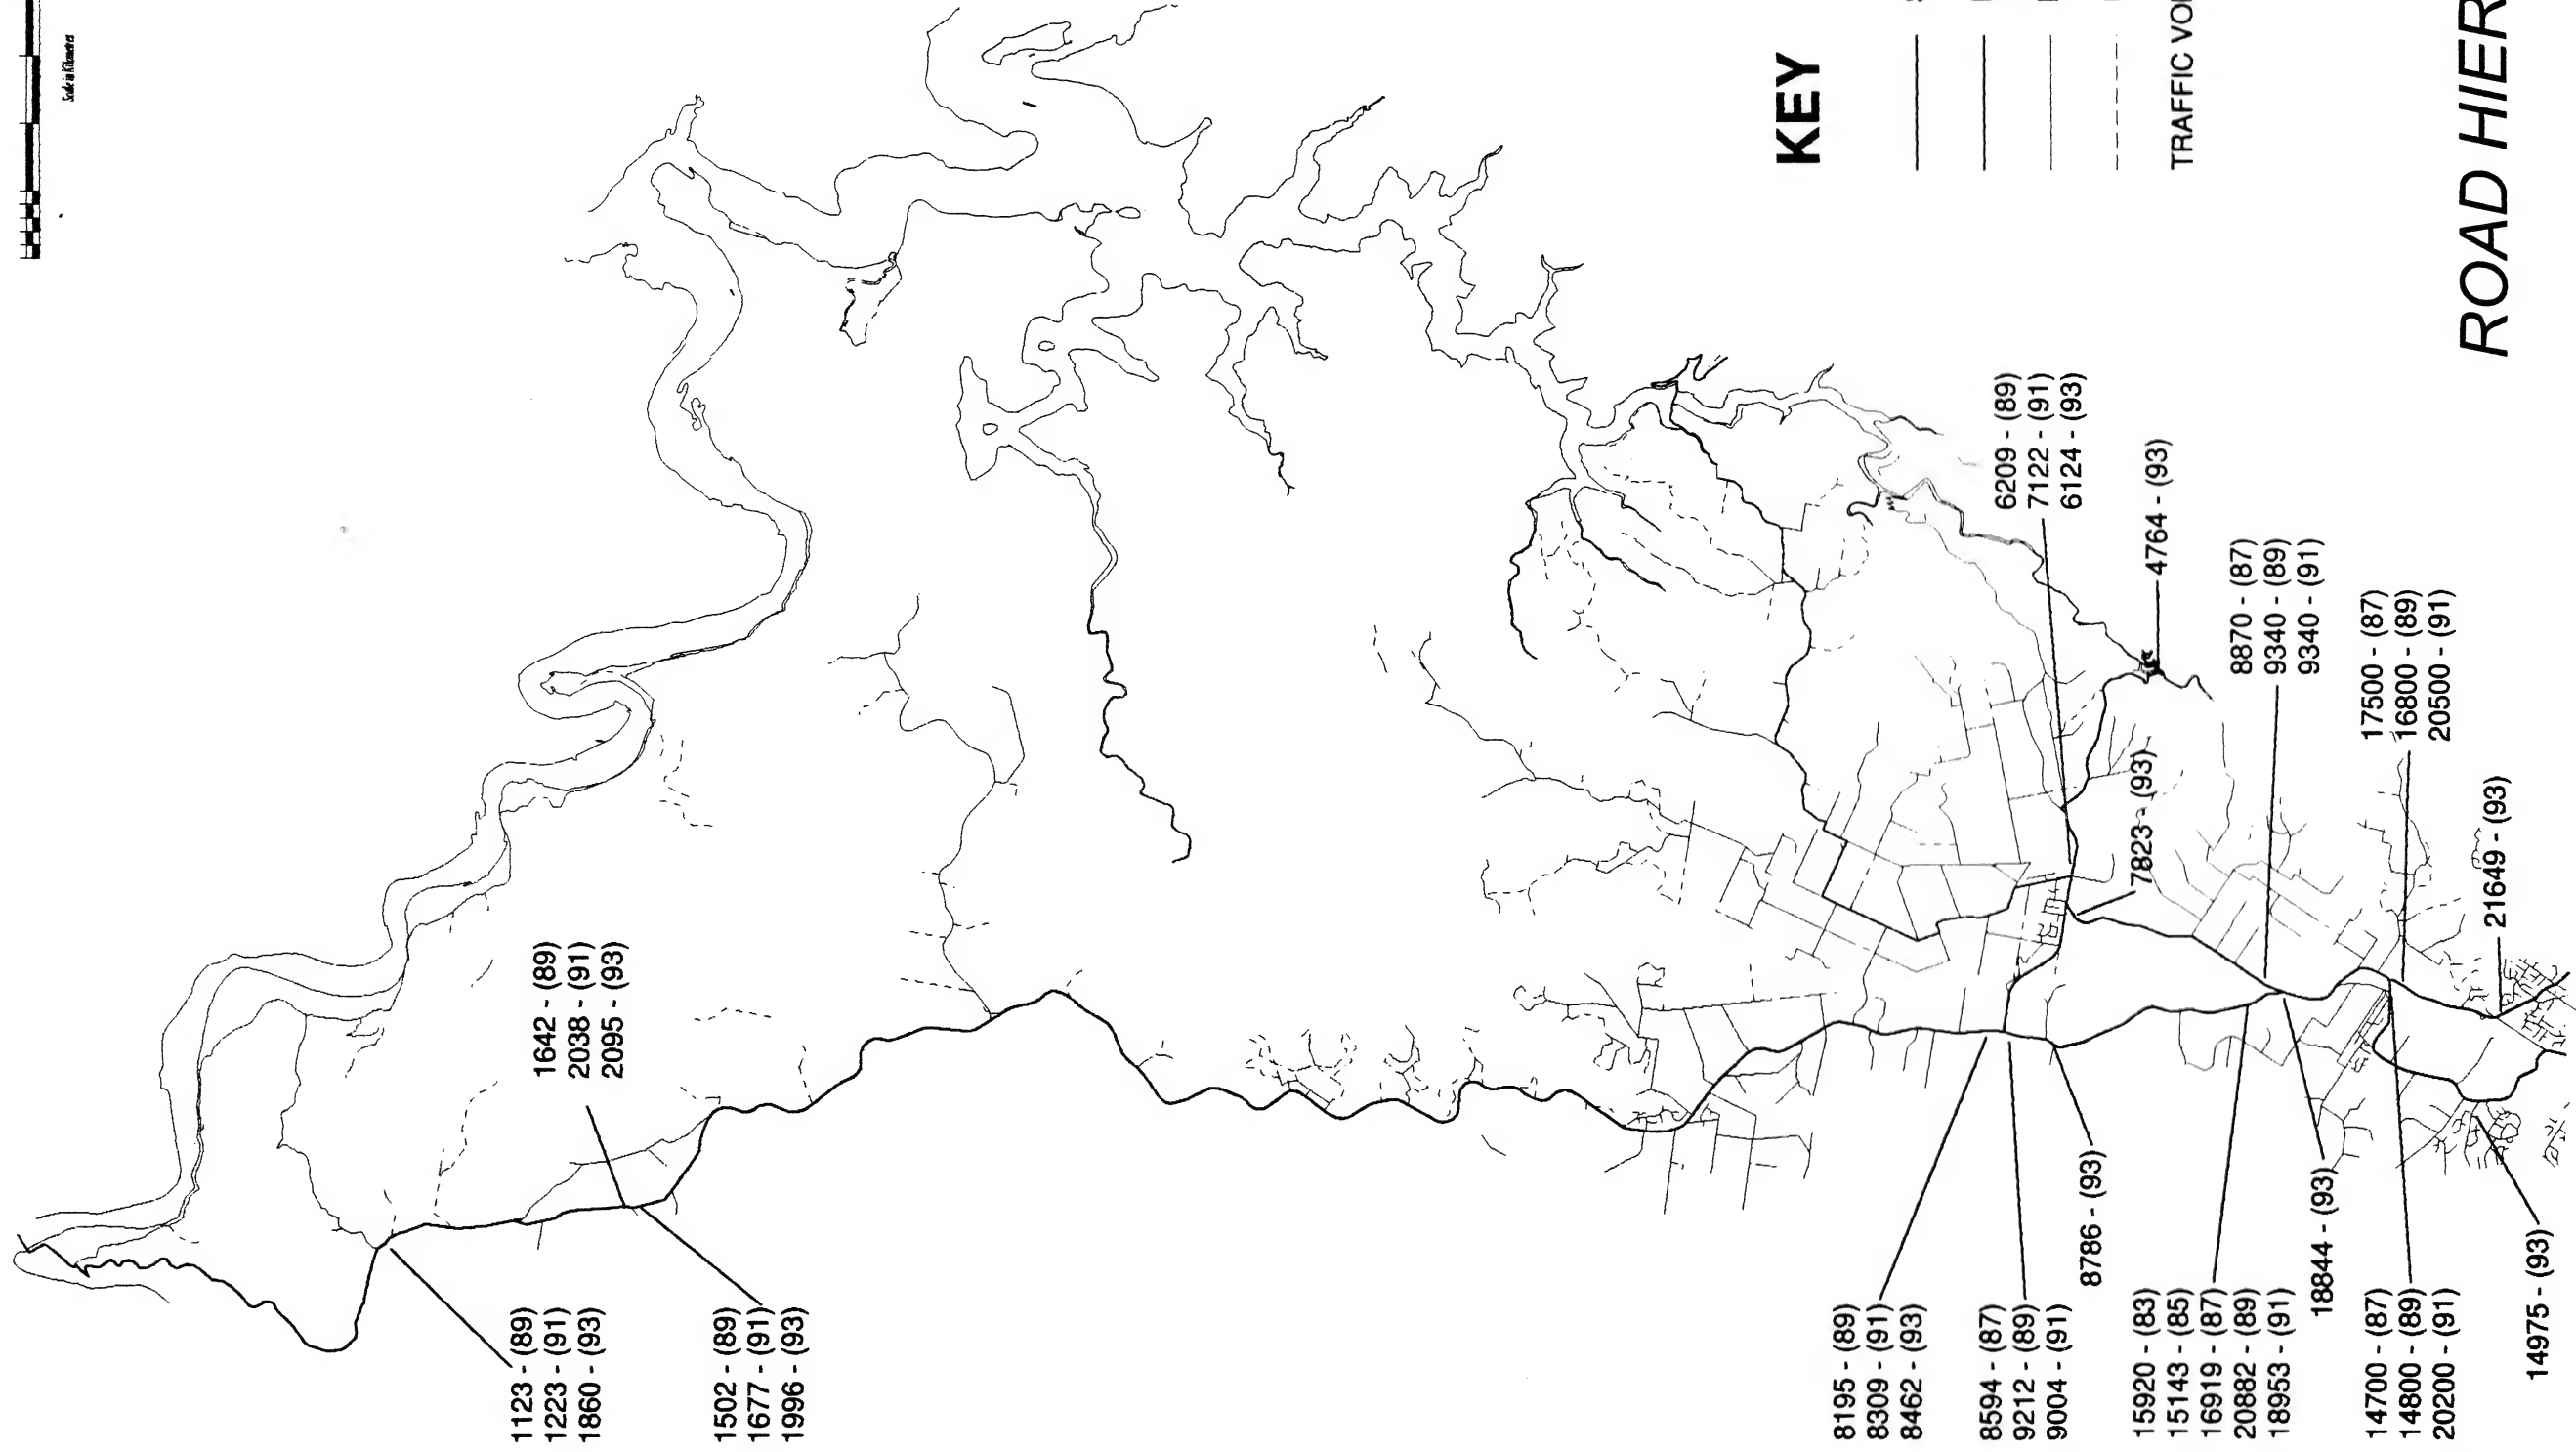 Scale in Kilometres
1123 - (89)
1223 - (91)
1860 - (93)
1642 - (89)
2038 - (91)
2095 - (93)
1502 - (89)
1677 - (91)
1996 - (93)
8195 - (89)
8309 - (91)
8462 - (93)
8594 - (87)
9212 - (89)
9004 - (91)
8786 - (93)
15920 - (83)
15143 - (85)
16919 - (87)
20882 - (89)
18953 - (91)
18844 - (93)
14700 - (87)
14800 - (89)
20200 - (91)
14975 - (93)
6209 - (89)
7122 - (91)
6124 - (93)
4764 - (93)
7823 - (93)
8870 - (87)
9340 - (89)
9340 - (91)
17500 - (87)
16800 - (89)
20500 - (91)
21649 - (93)
KEY
TRAFFIC VOL
ROAD HIER